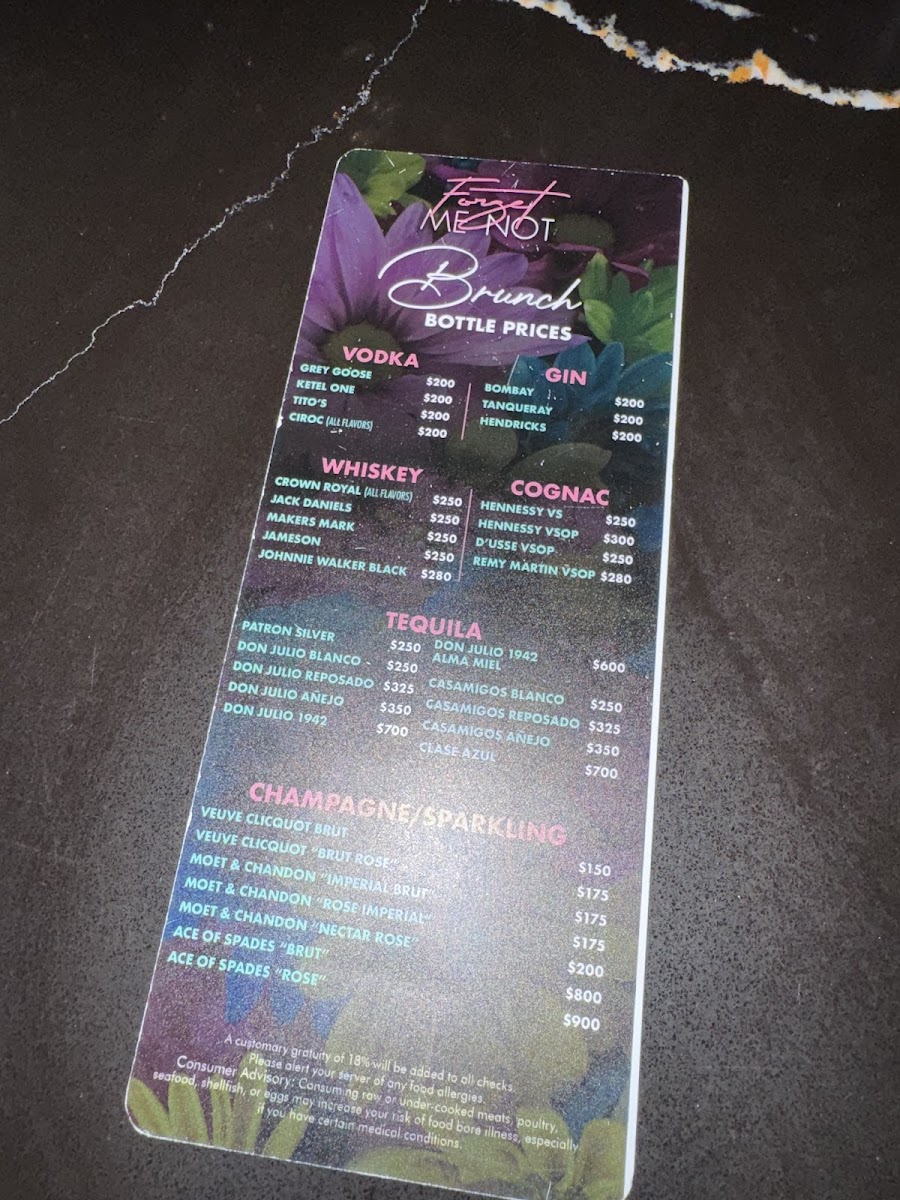 Forget
ME NOT
Brunch
BOTTLE PRICES
VODKA
GREY GOOSE $200
KETEL ONE $200
TITO'S $200
CIROC (ALL FLAVORS) $200
GIN
BOMBAY $200
TANQUERAY $200
HENDRICKS $200
WHISKEY
CROWN ROYAL (ALL FLAVORS) $250
JACK DANIELS $250
MAKERS MARK $250
JAMESON $250
JOHNNIE WALKER BLACK $280
COGNAC
HENNESSY VS $250
HENNESSY VSOP $300
D'USSE VSOP $250
REMY MARTIN VSOP $280
TEQUILA
PATRON SILVER $250
DON JULIO BLANCO $250
DON JULIO REPOSADO $325
DON JULIO AÑEJO $350
DON JULIO 1942 $700
DON JULIO 1942
ALMA MIEL $600
CASAMIGOS BLANCO $250
CASAMIGOS REPOSADO $325
CASAMIGOS AÑEJO $350
CLASE AZUL $700
CHAMPAGNE/SPARKLING
VEUVE CLICQUOT BRUT $150
VEUVE CLICQUOT "BRUT ROSE" $175
MOET & CHANDON "IMPERIAL BRUT" $175
MOET & CHANDON "ROSE IMPERIAL" $175
MOET & CHANDON "NECTAR ROSE" $200
ACE OF SPADES "BRUT" $800
ACE OF SPADES "ROSE" $900
A customary gratuity of 18% will be added to all checks.
Please alert your server of any food allergies.
Consumer Advisory: Consuming raw or under-cooked meats, poultry,
seafood, shellfish, or eggs may increase your risk of food bore illness, especially
if you have certain medical conditions.